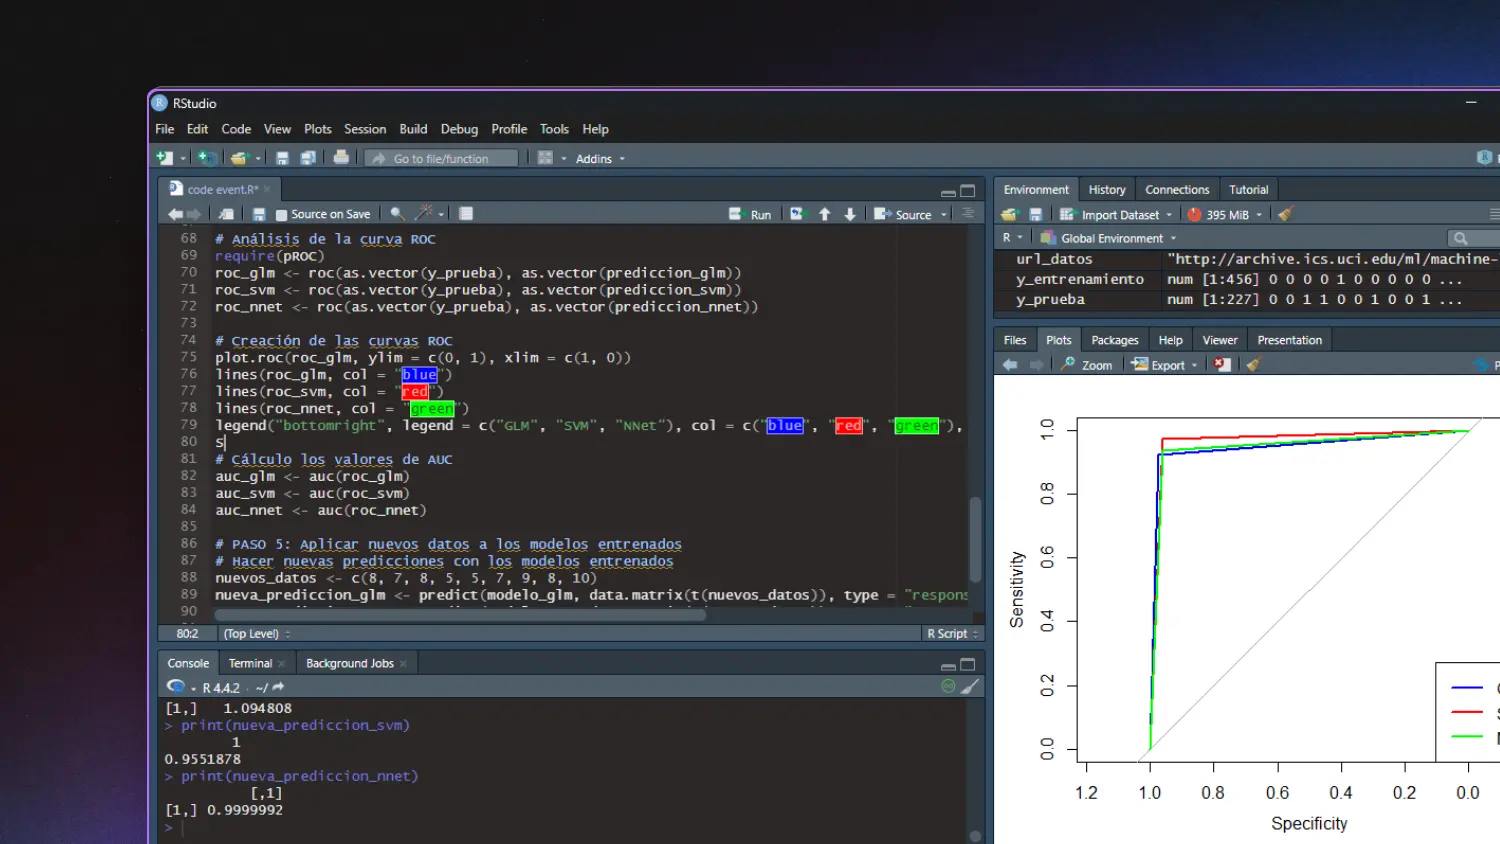 RStudio
File Edit Code View Plots Session Build Debug Profile Tools Help
Go to file/function Addins
code event.R*
Source on Save Run Source
68 # Análisis de la curva ROC
69 require(pROC)
70 roc_glm <- roc(as.vector(y_prueba), as.vector(prediccion_glm))
71 roc_svm <- roc(as.vector(y_prueba), as.vector(prediccion_svm))
72 roc_nnet <- roc(as.vector(y_prueba), as.vector(prediccion_nnet))
73
74 # Creación de las curvas ROC
75 plot.roc(roc_glm, ylim = c(0, 1), xlim = c(1, 0))
76 lines(roc_glm, col = "blue")
77 lines(roc_svm, col = "red")
78 lines(roc_nnet, col = "green")
79 legend("bottomright", legend = c("GLM", "SVM", "NNet"), col = c("blue", "red", "green"),
80 s
81 # Cálculo los valores de AUC
82 auc_glm <- auc(roc_glm)
83 auc_svm <- auc(roc_svm)
84 auc_nnet <- auc(roc_nnet)
85
86 # PASO 5: Aplicar nuevos datos a los modelos entrenados
87 # Hacer nuevas predicciones con los modelos entrenados
88 nuevos_datos <- c(8, 7, 8, 5, 5, 7, 9, 8, 10)
89 nueva_prediccion_glm <- predict(modelo_glm, data.matrix(t(nuevos_datos)), type = "respons
90
80:2 (Top Level) R Script
Console Terminal Background Jobs
R 4.4.2 · ~/
[1,] 1.094808
> print(nueva_prediccion_svm)
1
0.9551878
> print(nueva_prediccion_nnet)
[,1]
[1,] 0.9999992
>
Environment History Connections Tutorial
Import Dataset 395 MiB
R Global Environment
url_datos "http://archive.ics.uci.edu/ml/machine-
y_entrenamiento num [1:456] 0 0 0 0 1 0 0 0 0 0 ...
y_prueba num [1:227] 0 0 1 1 0 0 1 0 0 1 ...
Files Plots Packages Help Viewer Presentation
Zoom Export
1.0
0.8
0.6
0.4
0.2
0.0
Sensitivity
1.2 1.0 0.8 0.6 0.4 0.2 0.0
Specificity